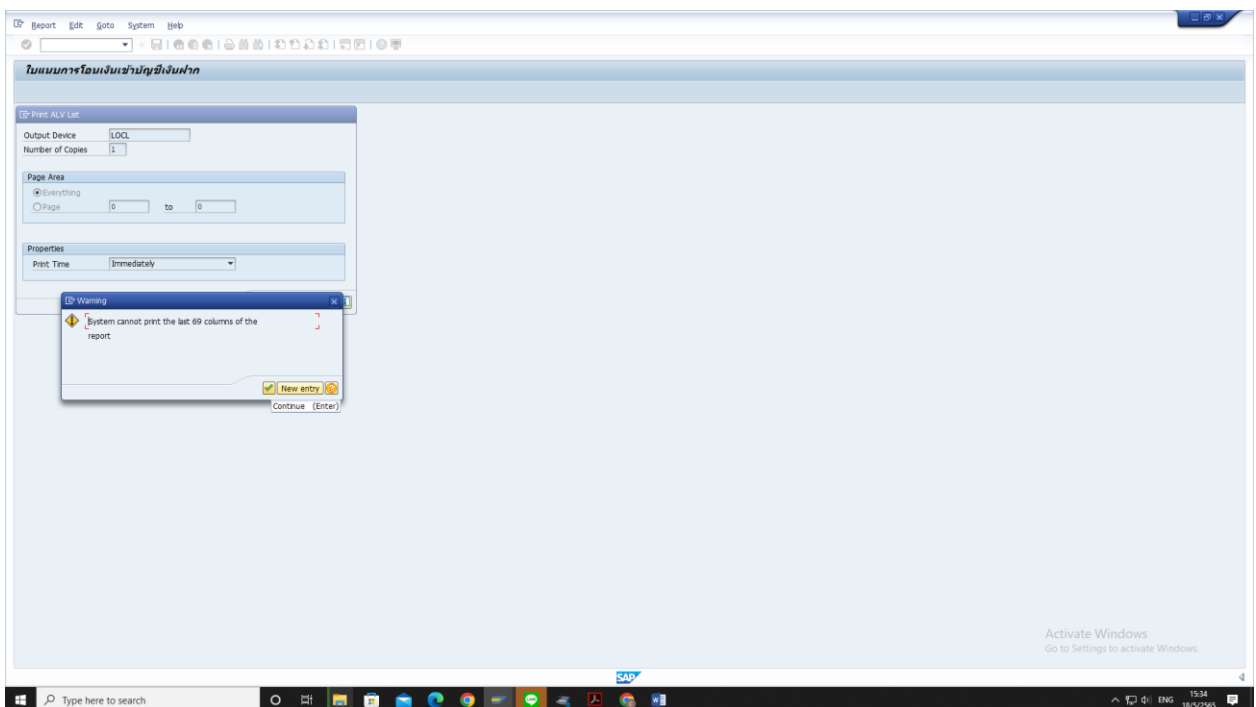 Report Edit Goto System Help
ใบแนบการโอนเงินเข้าบัญชีเงินฝาก
Print ALV List
Output Device LOCL
Number of Copies 1
Page Area
Everything
Page 0 to 0
Properties
Print Time Immediately
Warning
System cannot print the last 69 columns of the
report
New entry
Continue (Enter)
Activate Windows
Go to Settings to activate Windows.
SAP
Type here to search
ENG
15:34
18/5/2565